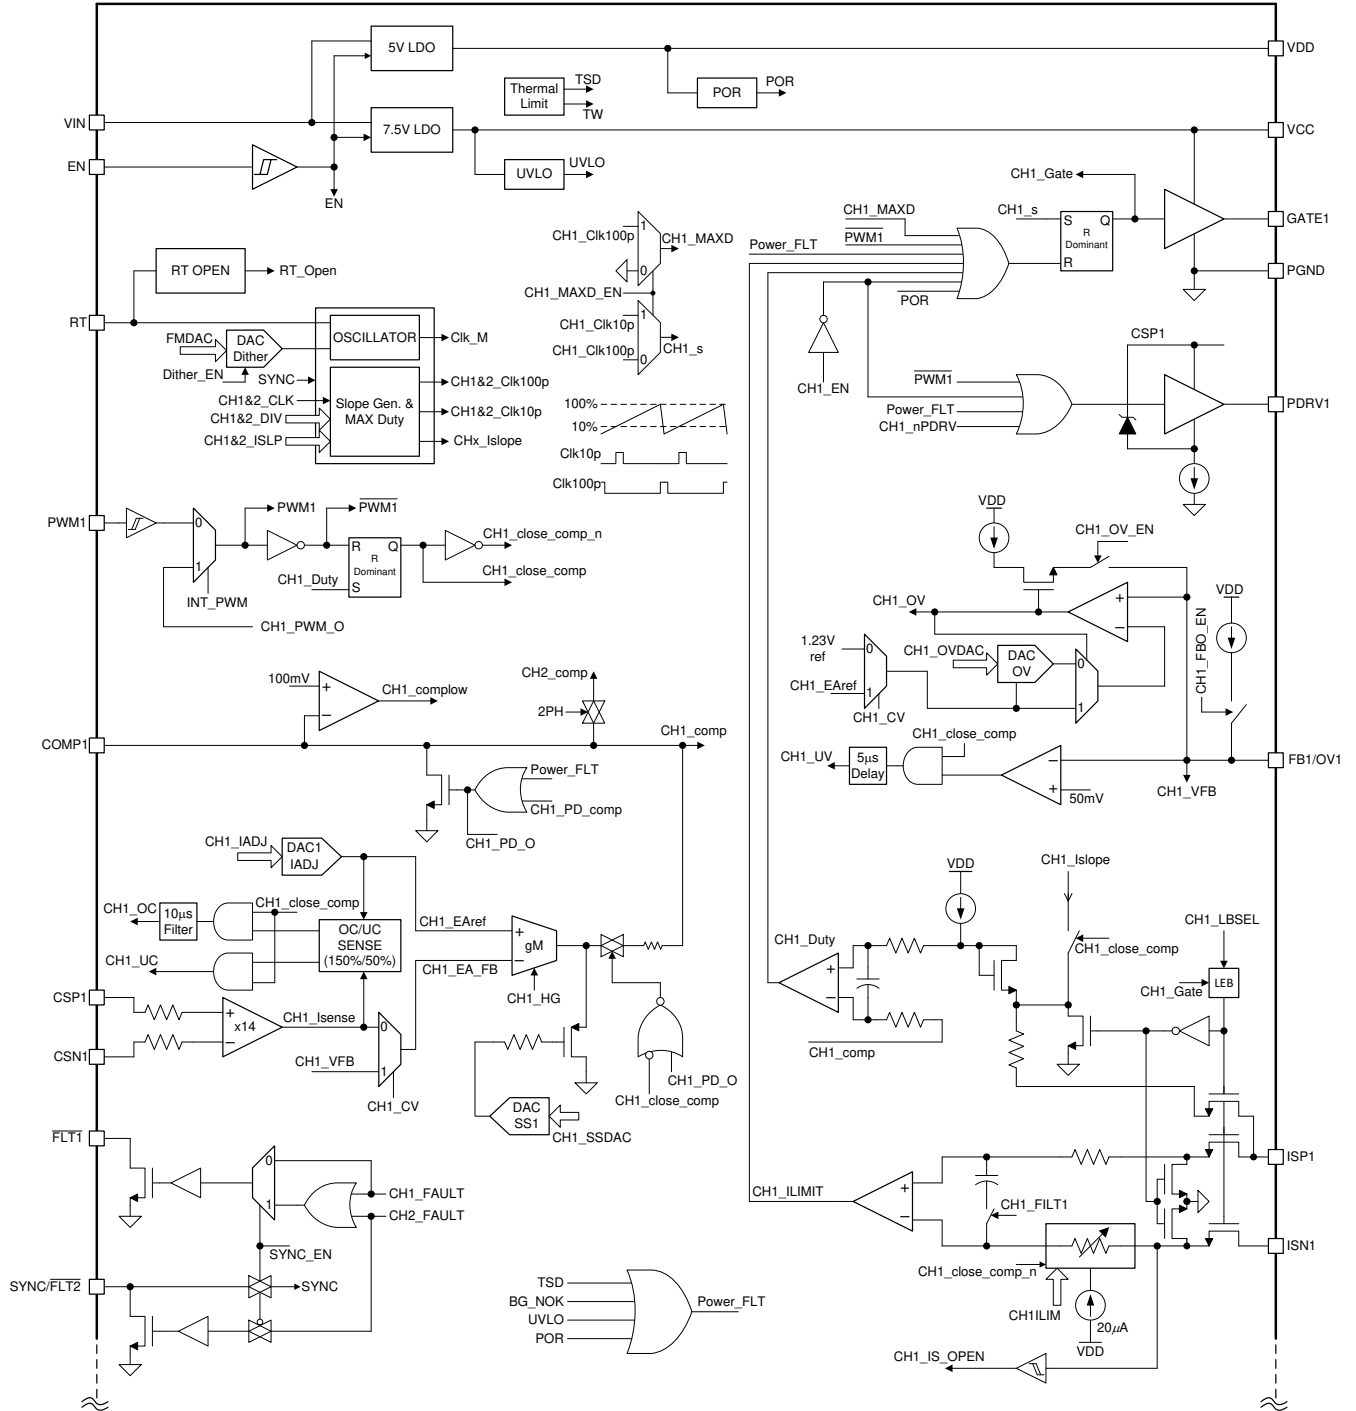 5V LDO
VDD
Thermal
Limit
TSD
TW
POR
POR
VIN
7.5V LDO
VCC
EN
UVLO
UVLO
EN
CH1_Gate
CH1_MAXD
PWM1
Power_FLT
CH1_s
S
Q
R
Dominant
R
GATE1
PGND
POR
CH1_EN
RT OPEN
RT_Open
CH1_Clk100p
1
0
CH1_MAXD
CH1_MAXD_EN
CH1_Clk10p
1
CH1_Clk100p
0
CH1_s
RT
FMDAC
DAC
Dither
Dither_EN
OSCILLATOR
Clk_M
SYNC
CH1&2_CLK
CH1&2_DIV
CH1&2_ISLP
Slope Gen. &
MAX Duty
CH1&2_Clk100p
CH1&2_Clk10p
CHx_Islope
100%
10%
Clk10p
Clk100p
CSP1
PWM1
Power_FLT
CH1_nPDRV
PDRV1
PWM1
0
1
INT_PWM
CH1_PWM_O
PWM1
PWM1
R
Q
R
Dominant
S
CH1_Duty
CH1_close_comp_n
CH1_close_comp
VDD
CH1_OV_EN
CH1_OV
+
−
VDD
CH1_FBO_EN
1.23V
ref
0
CH1_EAref
1
CH1_CV
CH1_OVDAC
DAC
OV
0
1
100mV
+
−
CH1_complow
CH2_comp
2PH
COMP1
CH1_comp
CH1_UV
5µs
Delay
CH1_close_comp
−
+
50mV
CH1_VFB
FB1/OV1
Power_FLT
CH1_PD_comp
CH1_PD_O
CH1_IADJ
DAC1
IADJ
CH1_OC
10µs
Filter
CH1_close_comp
OC/UC
SENSE
(150%/50%)
CH1_UC
CH1_EAref
CH1_EA_FB
+
−
gM
CH1_HG
CSP1
CSN1
+
−
x14
CH1_Isense
0
1
CH1_VFB
CH1_CV
DAC
SS1
CH1_SSDAC
CH1_PD_O
CH1_close_comp
VDD
CH1_Islope
CH1_close_comp
CH1_LBSEL
CH1_Gate
LEB
CH1_Duty
+
−
CH1_comp
FLT1
0
1
CH1_FAULT
CH2_FAULT
SYNC_EN
SYNC/FLT2
SYNC
TSD
BG_NOK
UVLO
POR
Power_FLT
CH1_ILIMIT
+
−
CH1_FILT1
CH1_close_comp_n
CH1ILIM
20µA
VDD
CH1_IS_OPEN
ISP1
ISN1